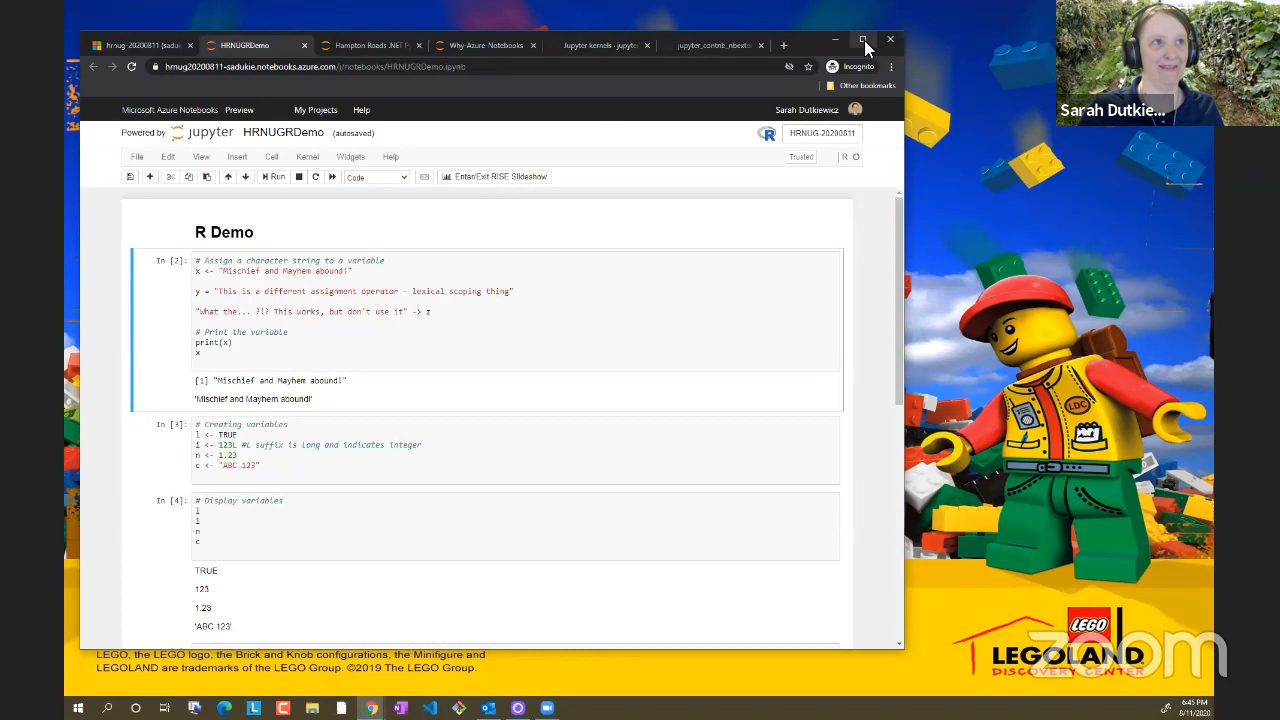 hrnug-20200811 (saduki
HRNUGRDemo
Hampton Roads .NET
Why-Azure-Notebooks
Jupyter kernels - jupyte
jupyter_contrib_nbexten
hrnug20200811-sadukie.notebooks.azure.com/j/notebooks/HRNUGRDemo.ipynb
Incognito
Other bookmarks
Sarah Dutkie...
Microsoft Azure Notebooks Preview My Projects Help
Sarah Dutkiewicz
Powered by jupyter HRNUGRDemo (autosaved)
R HRNUG-20200811
File Edit View Insert Cell Kernel Widgets Help
Trusted R
Run Code Enter/Exit RISE Slideshow
R Demo
In [2]: # Assign a character string to a variable
x <- "Mischief and Mayhem abound!"
y = "This is a different assignment operator - lexical scoping thing"
"what the... ?!? This works, but don't use it" -> z
# Print the variable
print(x)
x
[1] "Mischief and Mayhem abound!"
'Mischief and Mayhem abound!'
In [3]: # Creating variables
l <- TRUE
i <- 123L #L suffix is Long and indicates integer
n <- 1.23
c <- "ABC 123"
In [4]: # Display variables
l
i
n
c
TRUE
123
1.23
'ABC 123'
LDC
LEGO, the LEGO logo, the Brick and Knob configurations, the Minifigure and
LEGOLAND are trademarks of the LEGO Group. ©2019 The LEGO Group.
LEGO
LEGOLAND
DISCOVERY CENTER
zoom
6:45 PM
8/11/2020